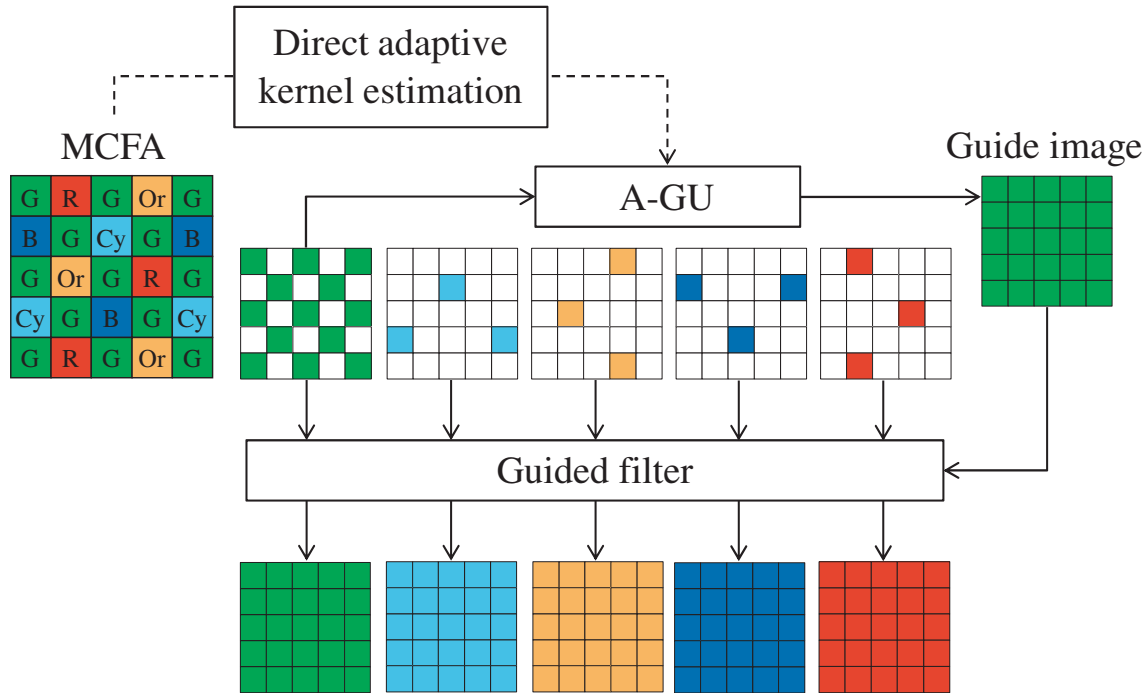 Direct adaptive
kernel estimation
MCFA
Guide image
A-GU
G R G Or G
B G Cy G B
G Or G R G
Cy G B G Cy
G R G Or G
Guided filter